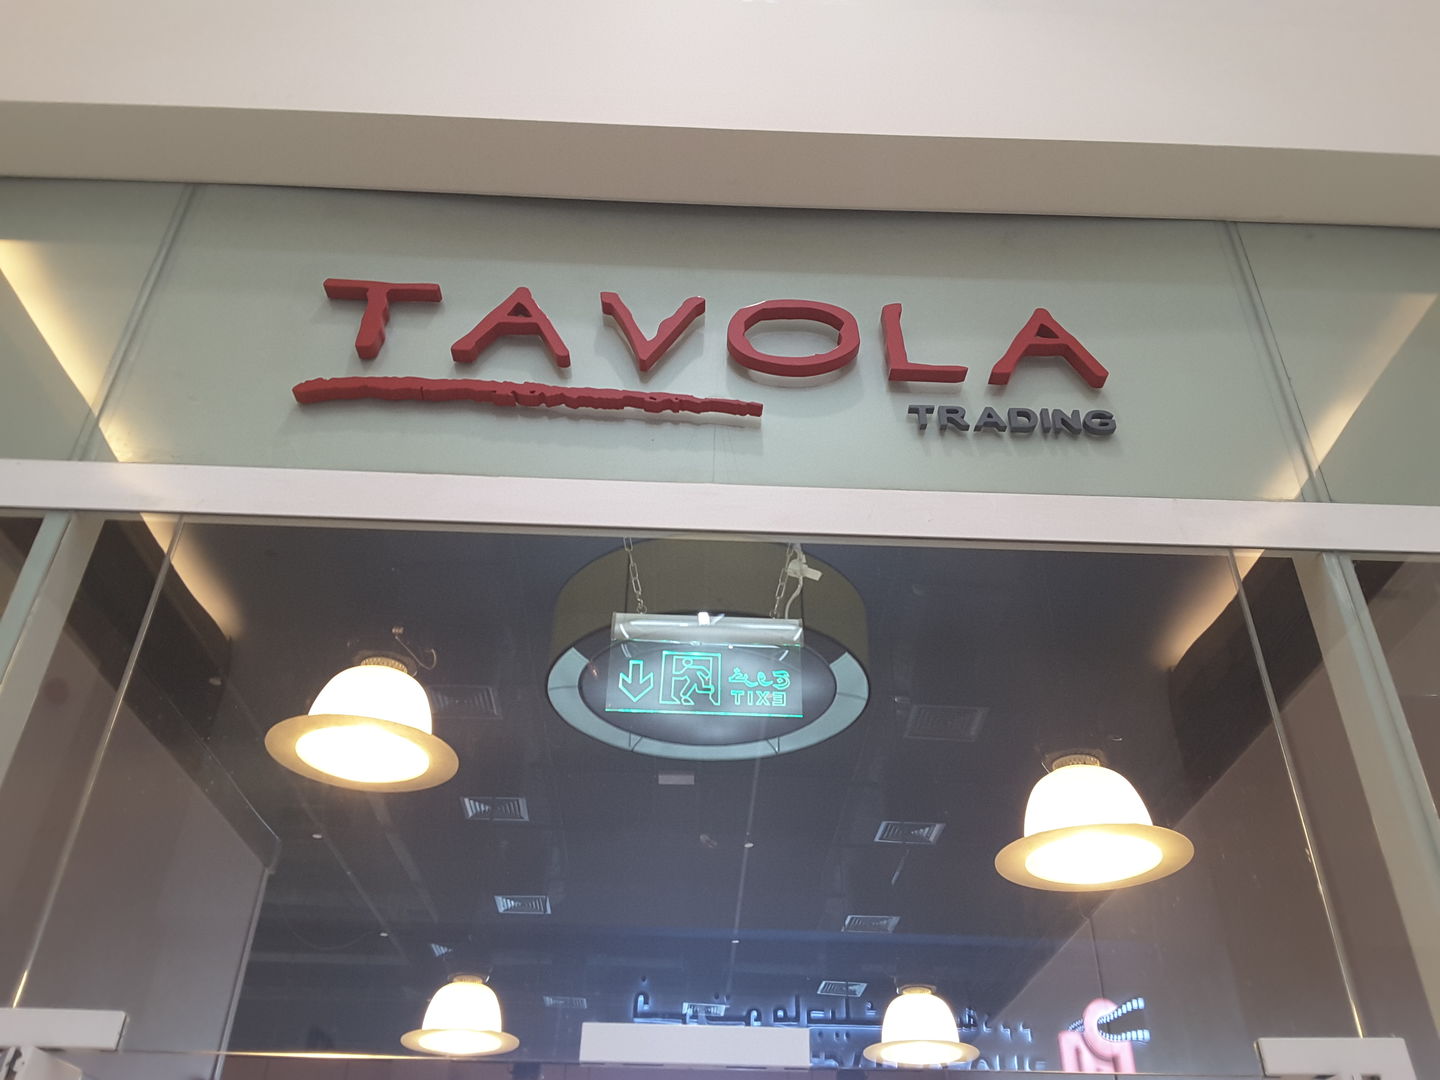 TAVOLA
TRADING
مخرج
EXIT